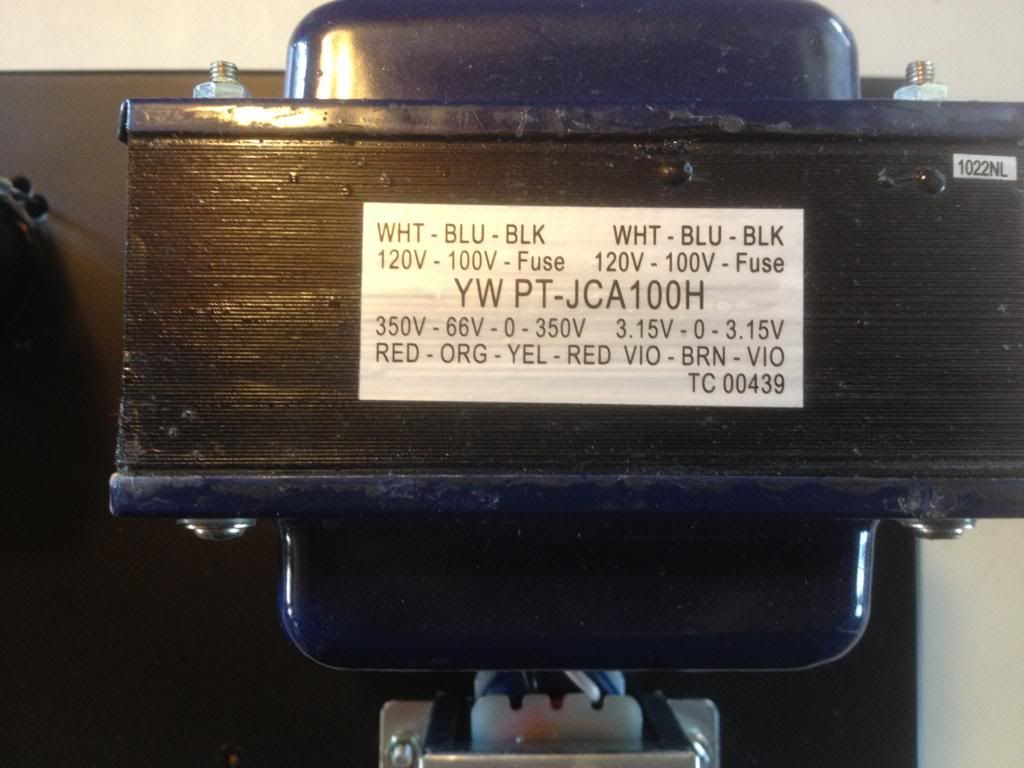 1022NL
WHT - BLU - BLK WHT - BLU - BLK
120V - 100V - Fuse 120V - 100V - Fuse
YW PT-JCA100H
350V - 66V - 0 - 350V 3.15V - 0 - 3.15V
RED - ORG - YEL - RED VIO - BRN - VIO
TC 00439